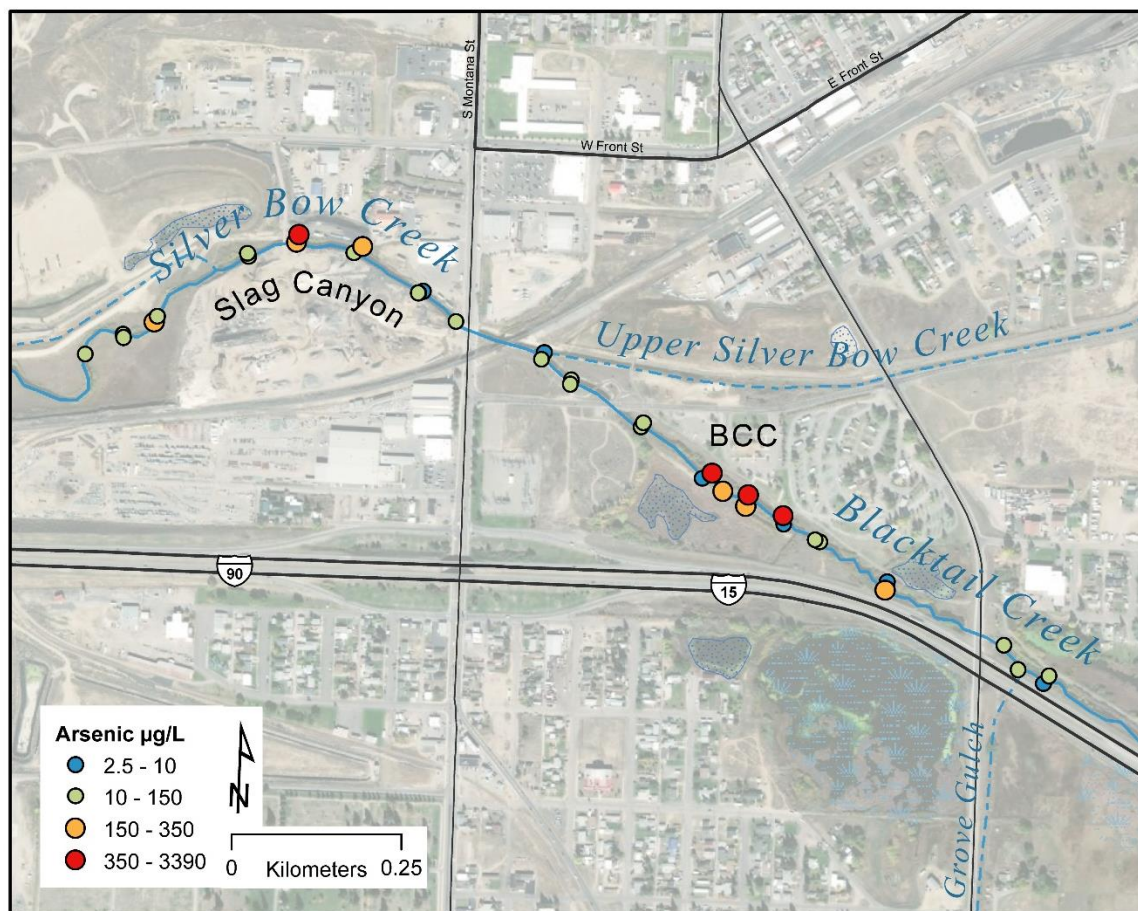 S Montana St
E Front St
W Front St
Silver Bow Creek
Slag Canyon
Upper Silver Bow Creek
BCC
Blacktail Creek
90
15
Grove Gulch
Arsenic µg/L
2.5 - 10
10 - 150
150 - 350
350 - 3390
N
0 Kilometers 0.25